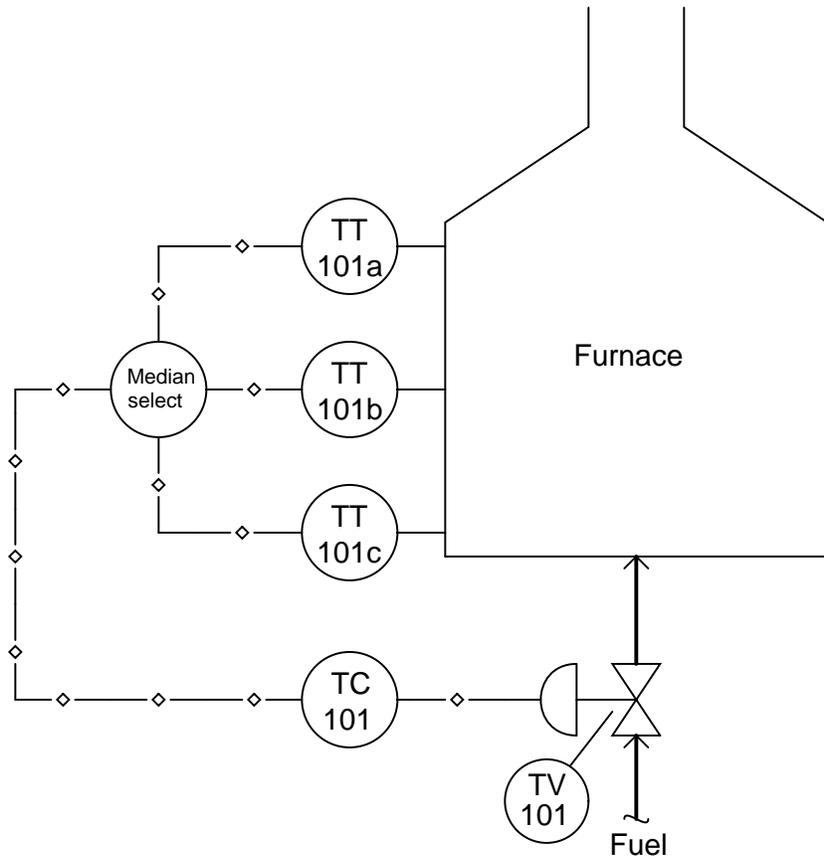 TT
101a
Median
select
TT
101b
Furnace
TT
101c
TC
101
TV
101
Fuel